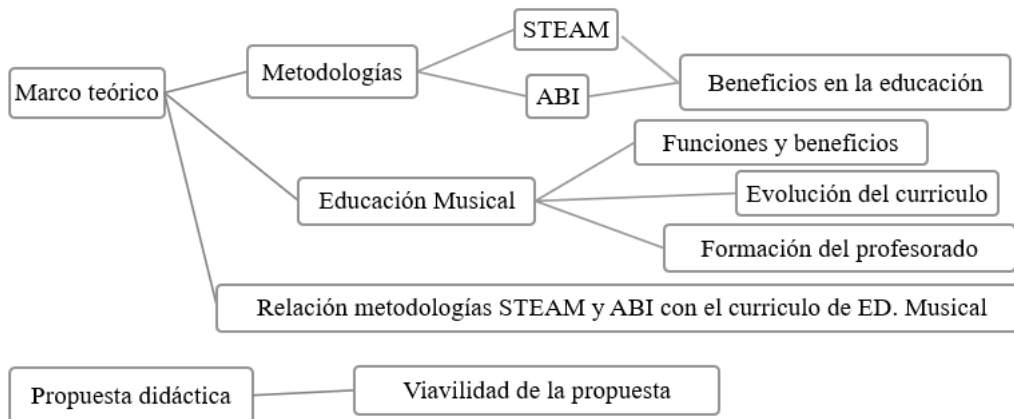 STEAM
Metodologías
Beneficios en la educación
Marco teórico
ABI
Funciones y beneficios
Educación Musical
Evolución del curriculo
Formación del profesorado
Relación metodologías STEAM y ABI con el curriculo de ED. Musical
Propuesta didáctica
Viavilidad de la propuesta